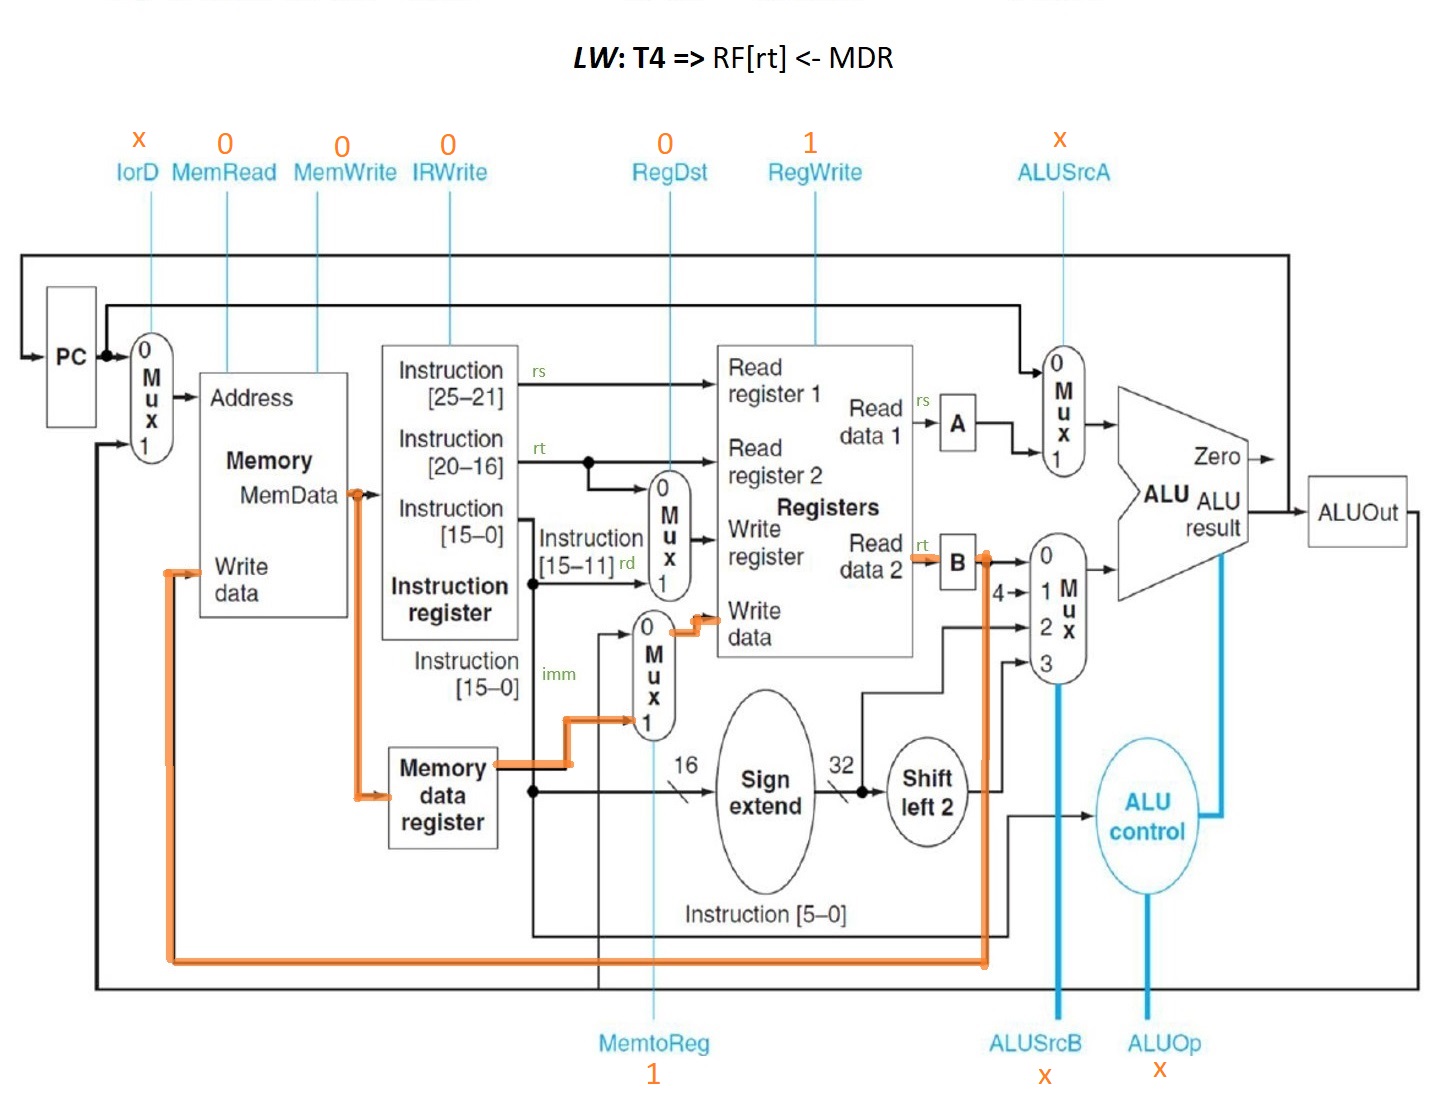 LW: T4 => RF[rt] <- MDR
x 0 0 0 0 1 x
IorD MemRead MemWrite IRWrite RegDst RegWrite ALUSrcA
PC
0
M
u
x
1
Address
Memory
MemData
Write
data
Instruction
[25–21]
Instruction
[20–16]
Instruction
[15–0]
Instruction
register
rs
rt
Instruction
[15–11] rd
0
M
u
x
1
Instruction
[15–0]
imm
Memory
data
register
0
M
u
x
1
Read
register 1
Read
register 2
Registers
Write
register
Write
data
Read
data 1
Read
data 2
rs
A
rt
B
0
M
u
x
1
0
4 1 M
u
2 x
3
Zero
ALU ALU
result
ALUOut
16
Sign
extend
32
Shift
left 2
ALU
control
Instruction [5–0]
MemtoReg ALUSrcB ALUOp
1 x x